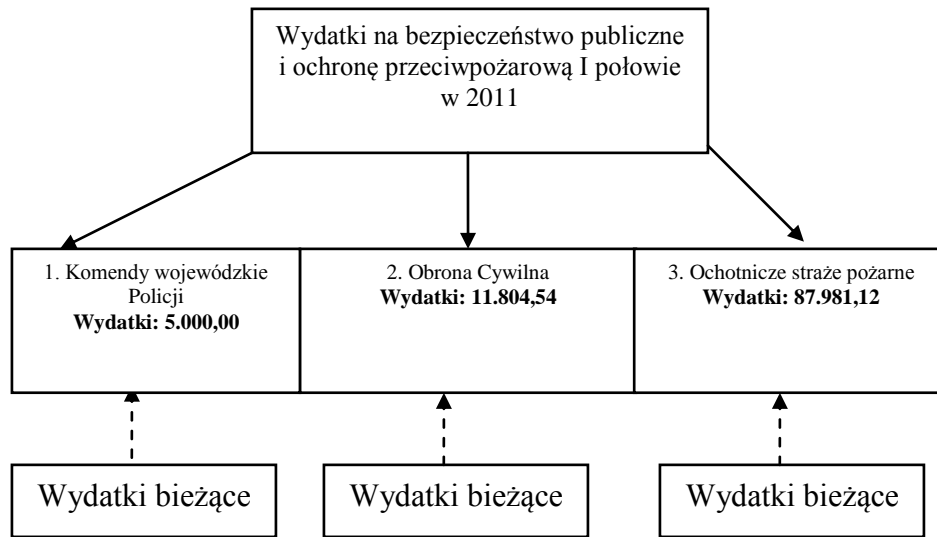 Wydatki na bezpieczeństwo publiczne
i ochronę przeciwpożarową I połowie
w 2011
1. Komendy wojewódzkie
Policji
Wydatki: 5.000,00
2. Obrona Cywilna
Wydatki: 11.804,54
3. Ochotnicze straże pożarne
Wydatki: 87.981,12
Wydatki bieżące
Wydatki bieżące
Wydatki bieżące